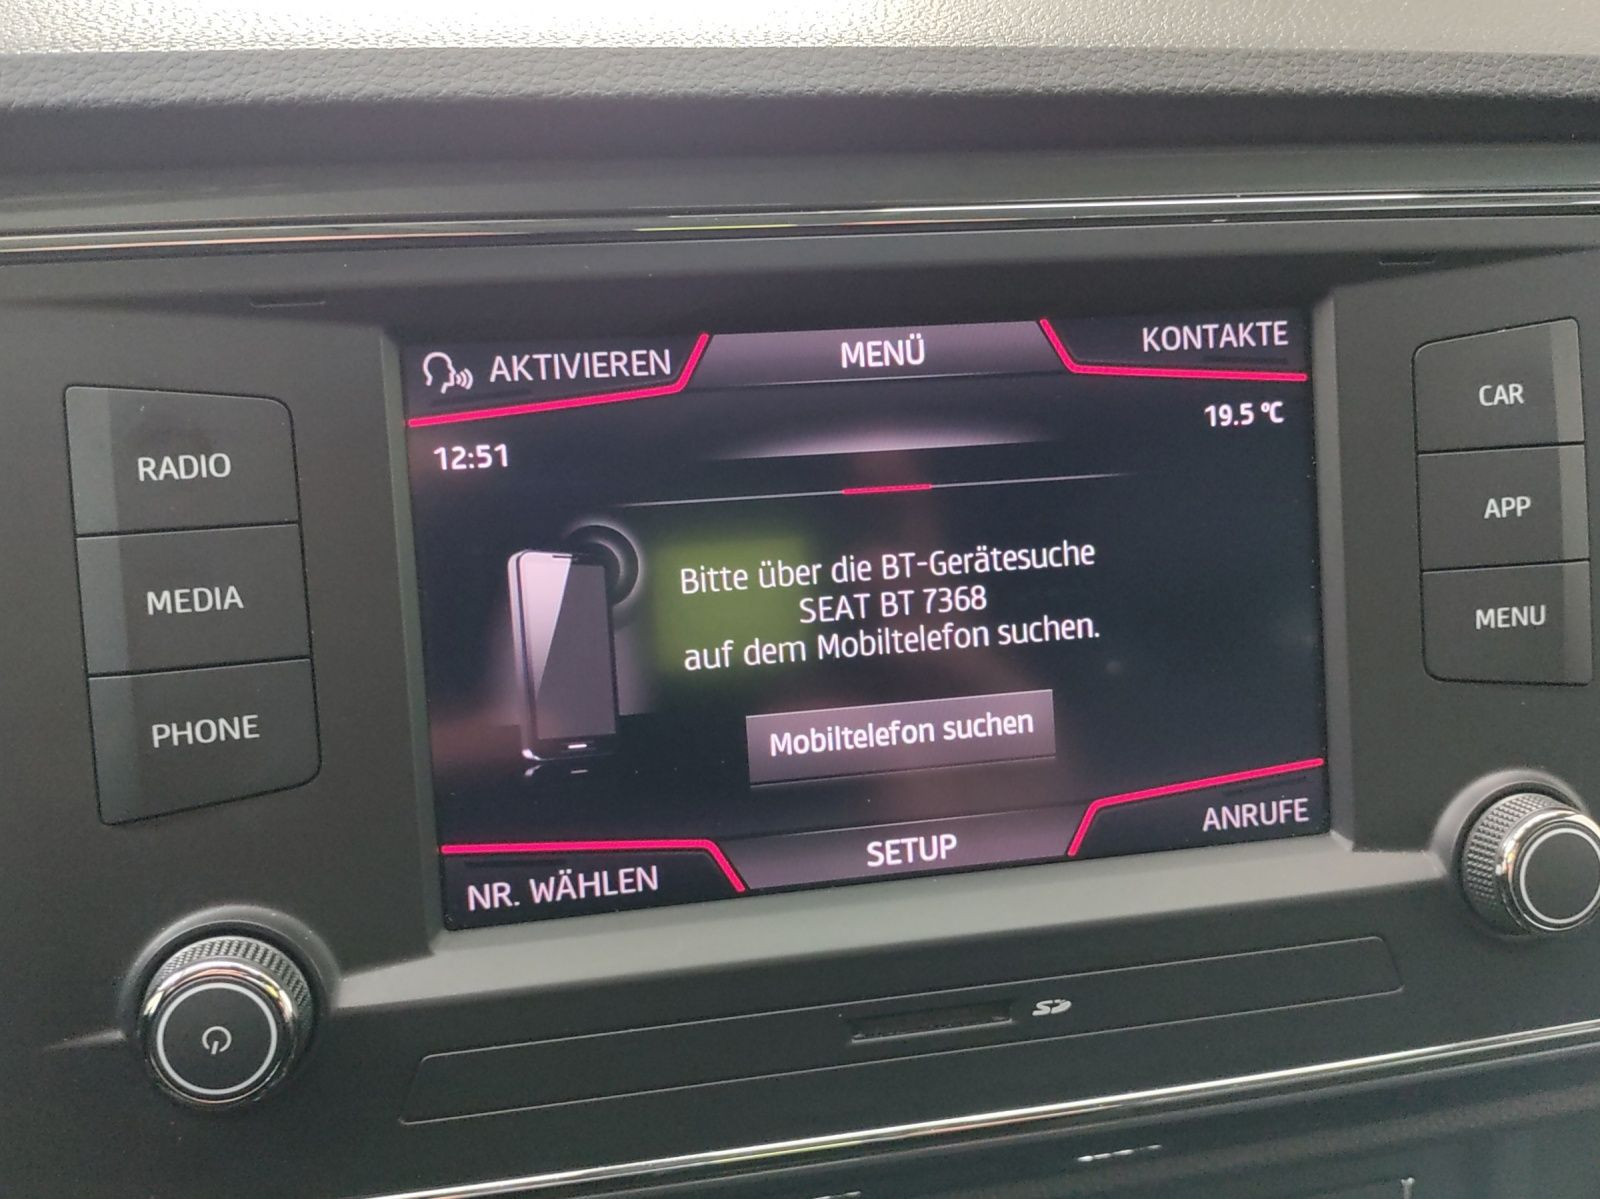 AKTIVIEREN
MENÜ
KONTAKTE
12:51
19.5 °C
Bitte über die BT-Gerätesuche
SEAT BT 7368
auf dem Mobiltelefon suchen.
Mobiltelefon suchen
NR. WÄHLEN
SETUP
ANRUFE
RADIO
MEDIA
PHONE
CAR
APP
MENU
SD